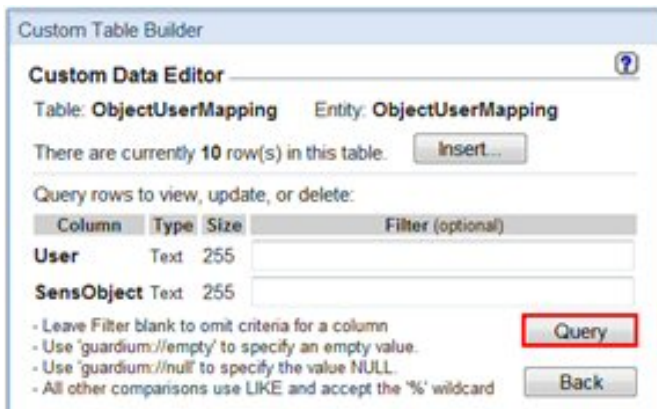 Custom Table Builder
Custom Data Editor
?
Table: ObjectUserMapping Entity: ObjectUserMapping
There are currently 10 row(s) in this table. Insert...
Query rows to view, update, or delete:
Column Type Size Filter (optional)
User Text 255
SensObject Text 255
- Leave Filter blank to omit criteria for a column
- Use 'guardium://empty' to specify an empty value.
- Use 'guardium://null' to specify the value NULL.
- All other comparisons use LIKE and accept the '%' wildcard
Query
Back